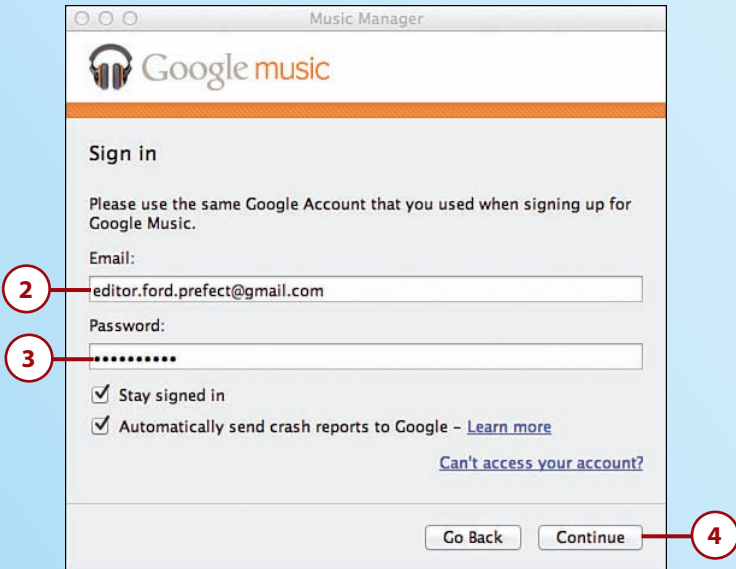 Music Manager
Google music
Sign in
Please use the same Google Account that you used when signing up for
Google Music.
Email:
2
editor.ford.prefect@gmail.com
Password:
3
••••••••••
Stay signed in
Automatically send crash reports to Google – Learn more
Can't access your account?
Go Back Continue 4